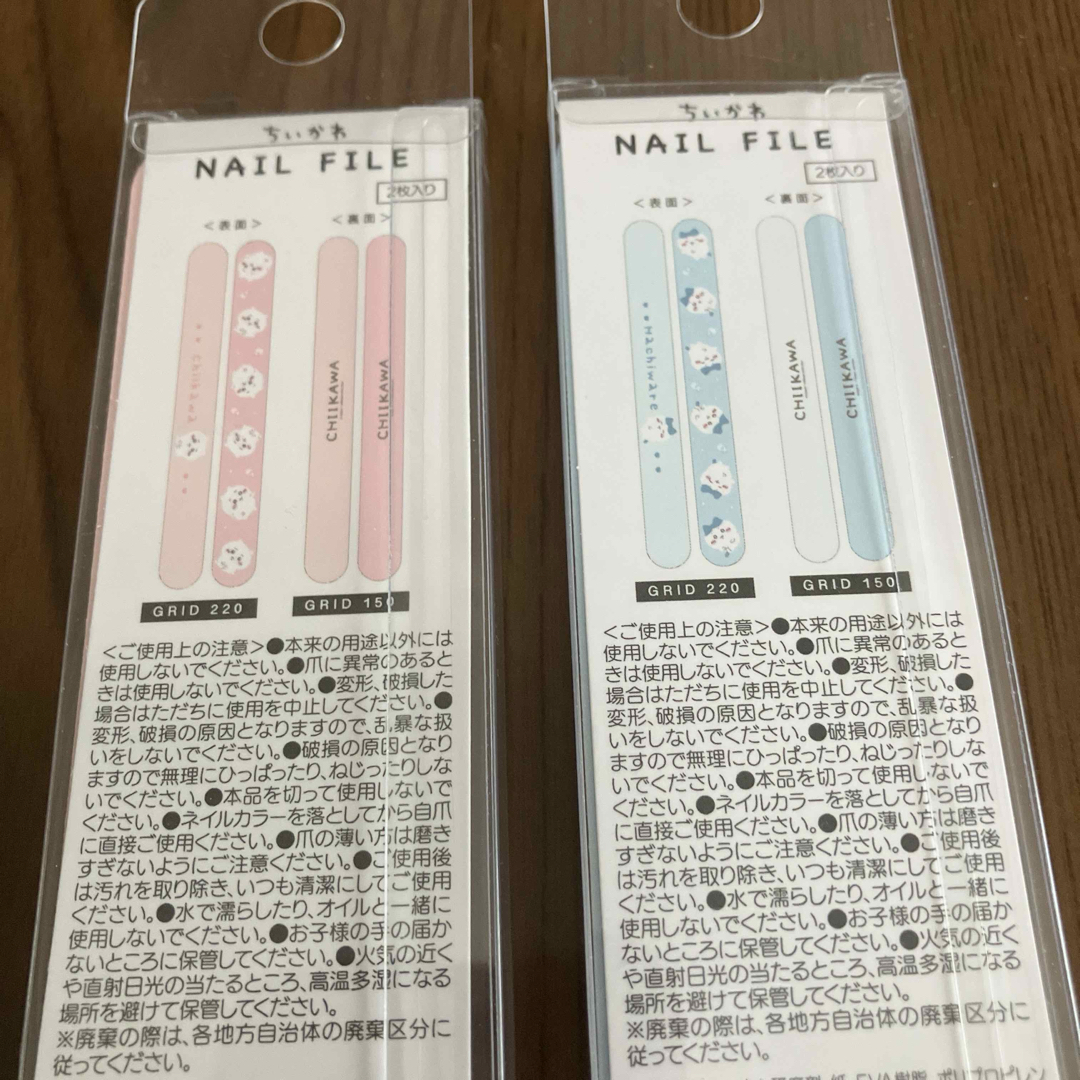 ちいかわ
NAIL FILE
2枚入り
<表面>
<裏面>
chiikawa
CHIIKAWA
CHIIKAWA
GRID 220
GRID 150
<ご使用上の注意>●本来の用途以外には
使用しないでください。●爪に異常のあると
きは使用しないでください。●変形、破損した
場合はただちに使用を中止してください。●
変形、破損の原因となりますので、乱暴な扱
いをしないでください。●破損の原因となり
ますので無理にひっぱったり、ねじったりしな
いでください。●本品を切って使用しないで
ください。●ネイルカラーを落としてから自爪
に直接ご使用ください。●爪の薄い方は磨き
すぎないようにご注意ください。●ご使用後
は汚れを取り除き、いつも清潔にしてご使用
ください。●水で濡らしたり、オイルと一緒に
使用しないでください。●お子様の手の届か
ないところに保管してください。●火気の近く
や直射日光の当たるところ、高温多湿になる
場所を避けて保管してください。
※廃棄の際は、各地方自治体の廃棄区分に
従ってください。
ちいかわ
NAIL FILE
2枚入り
<表面>
<裏面>
Hachiware
CHIIKAWA
CHIIKAWA
GRID 220
GRID 150
<ご使用上の注意>●本来の用途以外には
使用しないでください。●爪に異常のあると
きは使用しないでください。●変形、破損した
場合はただちに使用を中止してください。●
変形、破損の原因となりますので、乱暴な扱
いをしないでください。●破損の原因となり
ますので無理にひっぱったり、ねじったりしな
いでください。●本品を切って使用しないで
ください。●ネイルカラーを落としてから自爪
に直接ご使用ください。●爪の薄い方は磨き
すぎないようにご注意ください。●ご使用後
は汚れを取り除き、いつも清潔にしてご使用
ください。●水で濡らしたり、オイルと一緒に
使用しないでください。●お子様の手の届か
ないところに保管してください。●火気の近く
や直射日光の当たるところ、高温多湿になる
場所を避けて保管してください。
※廃棄の際は、各地方自治体の廃棄区分に
従ってください。
紙、EVA樹脂、ポリプロピレン